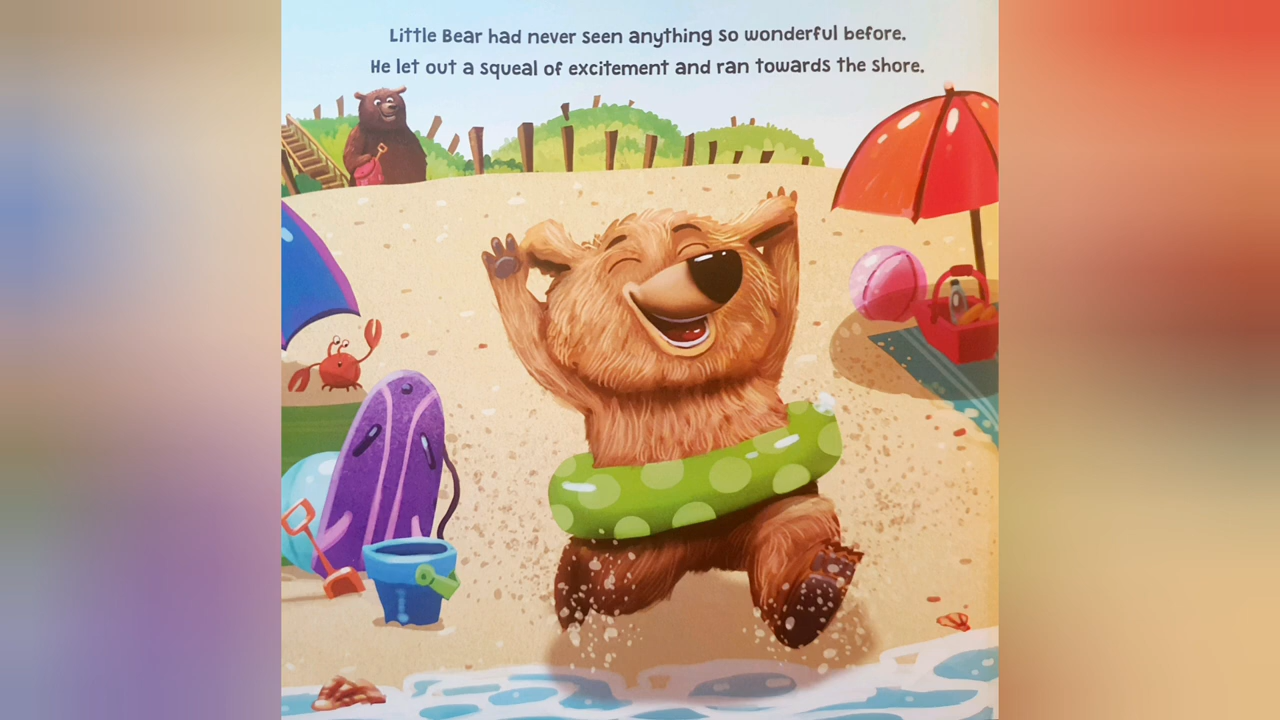 Little Bear had never seen anything so wonderful before.
He let out a squeal of excitement and ran towards the shore.